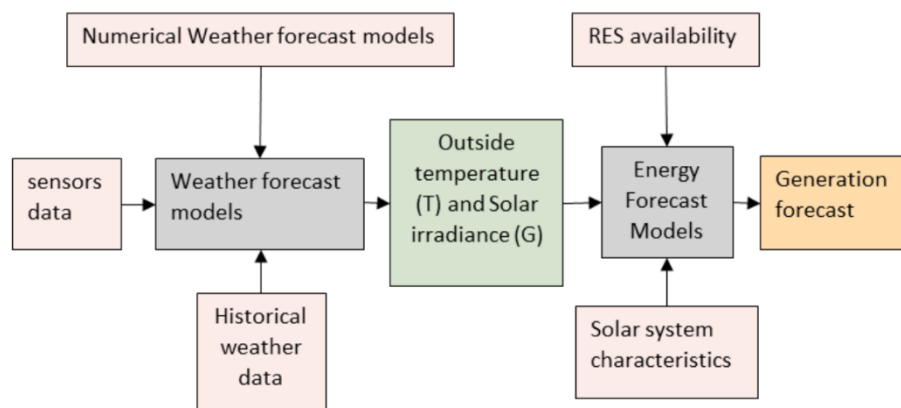 Numerical Weather forecast models
RES availability
sensors
data
Weather forecast
models
Outside
temperature
(T) and Solar
irradiance (G)
Energy
Forecast
Models
Generation
forecast
Historical
weather
data
Solar system
characteristics